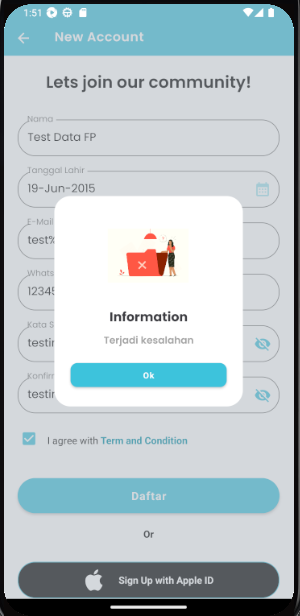 1:51
New Account
Lets join our community!
Nama
Test Data FP
Tanggal Lahir
19-Jun-2015
E-Mail
test%
Whats
12345
Kata S
testin
Konfirm
testin
Information
Terjadi kesalahan
Ok
I agree with Term and Condition
Daftar
Or
Sign Up with Apple ID